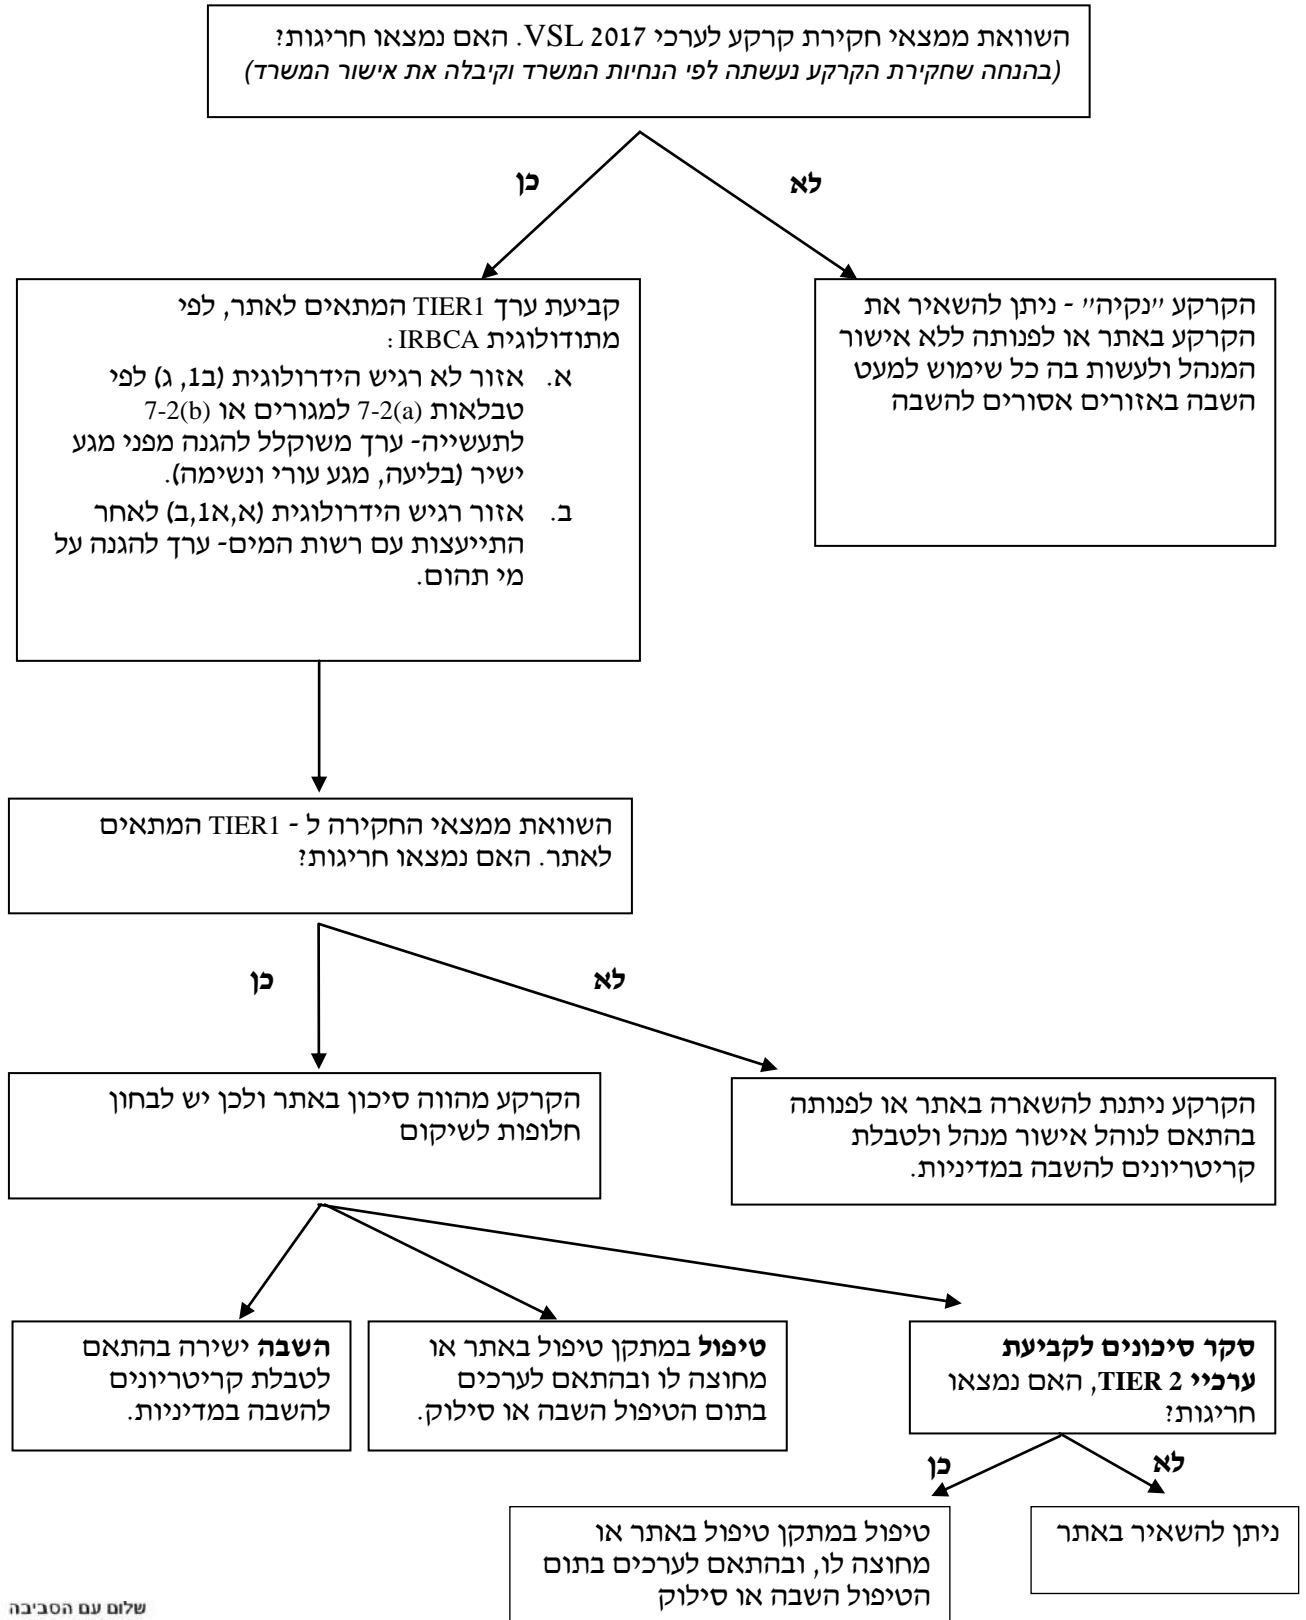 השוואת ממצאי חקירת קרקע לערכי VSL 2017. האם נמצאו חריגות?
(בהנחה שחקירת הקרקע נעשתה לפי הנחיות המשרד וקיבלה את אישור המשרד)
כן
לא
קביעת ערך TIER1 המתאים לאתר, לפי
מתודולוגית IRBCA:
א. אזור לא רגיש הידרולוגית (ב1, ג) לפי
טבלאות 7-2(a) למגורים או 7-2(b)
לתעשייה- ערך משוקלל להגנה מפני מגע
ישיר (בליעה, מגע עורי ונשימה).
ב. אזור רגיש הידרולוגית (א,א1,ב) לאחר
התייעצות עם רשות המים- ערך להגנה על
מי תהום.
הקרקע "נקיה" - ניתן להשאיר את
הקרקע באתר או לפנותה ללא אישור
המנהל ולעשות בה כל שימוש למעט
השבה באזורים אסורים להשבה
השוואת ממצאי החקירה ל - TIER1 המתאים
לאתר. האם נמצאו חריגות?
כן
לא
הקרקע מהווה סיכון באתר ולכן יש לבחון
חלופות לשיקום
הקרקע ניתנת להשארה באתר או לפנותה
בהתאם לנוהל אישור מנהל ולטבלת
קריטריונים להשבה במדיניות.
השבה ישירה בהתאם
לטבלת קריטריונים
להשבה במדיניות.
טיפול במתקן טיפול באתר או
מחוצה לו ובהתאם לערכים
בתום הטיפול השבה או סילוק.
סקר סיכונים לקביעת
ערכיי TIER 2, האם נמצאו
חריגות?
כן
לא
טיפול במתקן טיפול באתר או
מחוצה לו, ובהתאם לערכים בתום
הטיפול השבה או סילוק
ניתן להשאיר באתר
שלום עם הסביבה